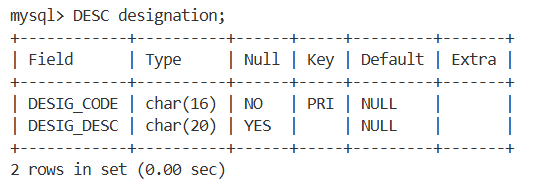 mysql> DESC designation;
+------------+----------+------+-----+---------+-------+
| Field      | Type     | Null | Key | Default | Extra |
+------------+----------+------+-----+---------+-------+
| DESIG_CODE | char(16) | NO   | PRI | NULL    |       |
| DESIG_DESC | char(20) | YES  |     | NULL    |       |
+------------+----------+------+-----+---------+-------+
2 rows in set (0.00 sec)